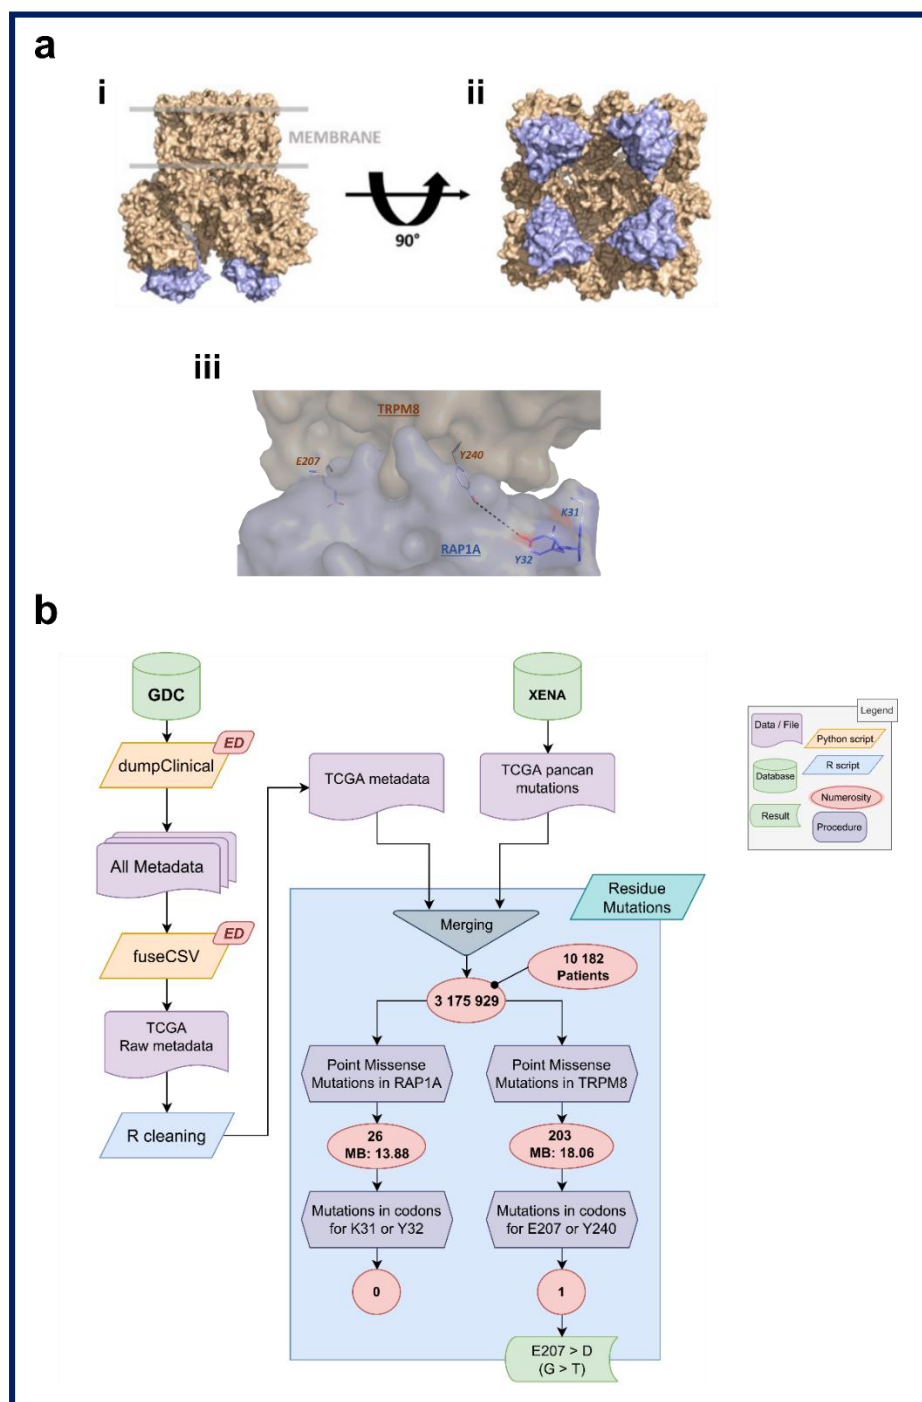 a
i
ii
MEMBRANE
90°
iii
TRPM8
E207
Y240
K31
RAP1A
Y32
b
GDC
XENA
ED
dumpClinical
TCGA metadata
TCGA pancan
mutations
Legend
Data / File
Python script
Database
R script
Numerosity
Result
Procedure
All Metadata
ED
fuseCSV
TCGA
Raw metadata
R cleaning
Residue
Mutations
Merging
10 182
Patients
3 175 929
Point Missense
Mutations in RAP1A
Point Missense
Mutations in TRPM8
26
MB: 13.88
203
MB: 18.06
Mutations in codons
for K31 or Y32
Mutations in codons
for E207 or Y240
0
1
E207 > D
(G > T)